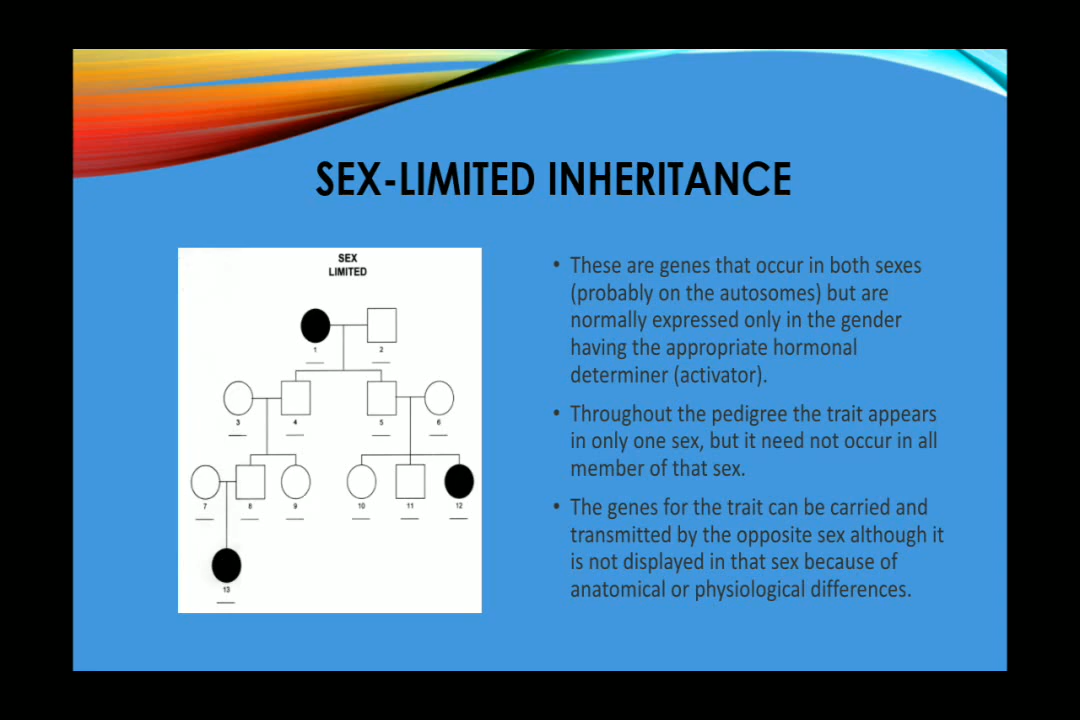 SEX-LIMITED INHERITANCE
SEX
LIMITED
1
2
3
4
5
6
7
8
9
10
11
12
13
• These are genes that occur in both sexes
(probably on the autosomes) but are
normally expressed only in the gender
having the appropriate hormonal
determiner (activator).
• Throughout the pedigree the trait appears
in only one sex, but it need not occur in all
member of that sex.
• The genes for the trait can be carried and
transmitted by the opposite sex although it
is not displayed in that sex because of
anatomical or physiological differences.